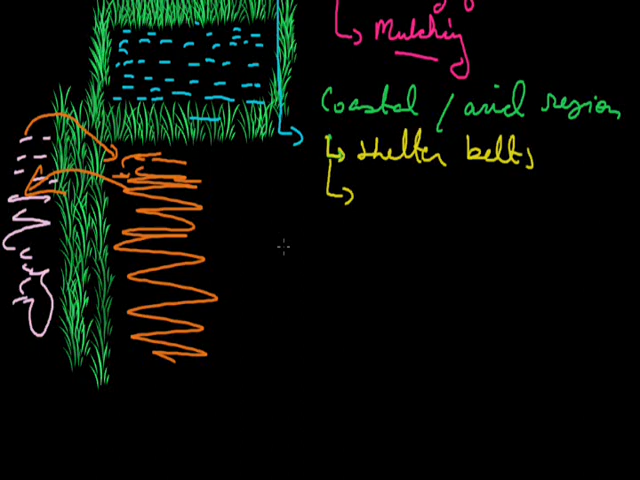 Mulching
Coastal / arid region
shelter belts